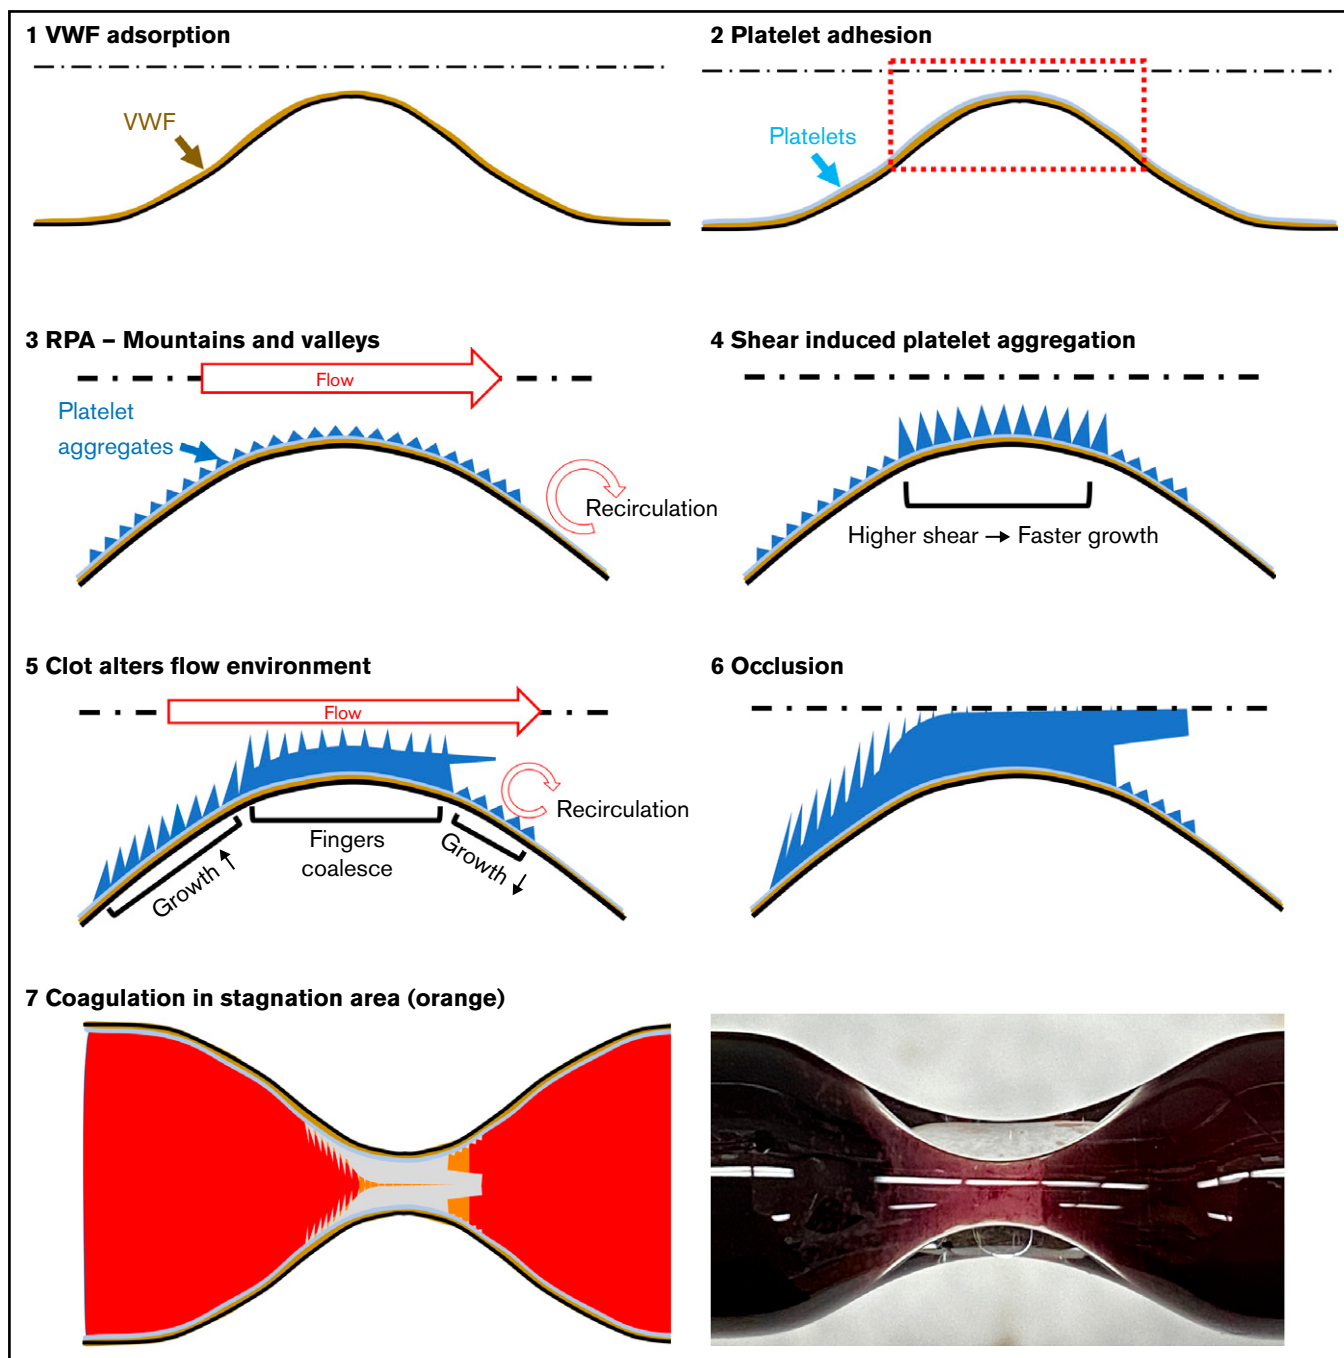 1 VWF adsorption
VWF
2 Platelet adhesion
Platelets
3 RPA – Mountains and valleys
Flow
Platelet
aggregates
Recirculation
4 Shear induced platelet aggregation
Higher shear → Faster growth
5 Clot alters flow environment
Flow
Recirculation
Growth ↑
Fingers
coalesce
Growth ↓
6 Occlusion
7 Coagulation in stagnation area (orange)